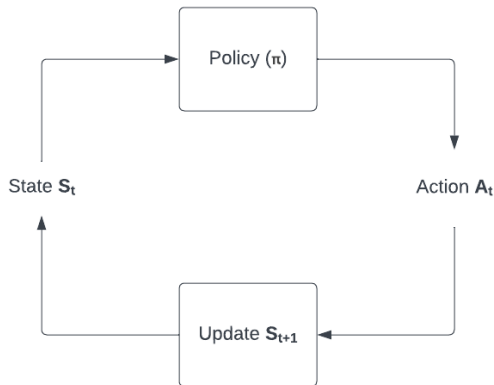 Policy (π)
State Sₜ
Action Aₜ
Update Sₜ₊₁